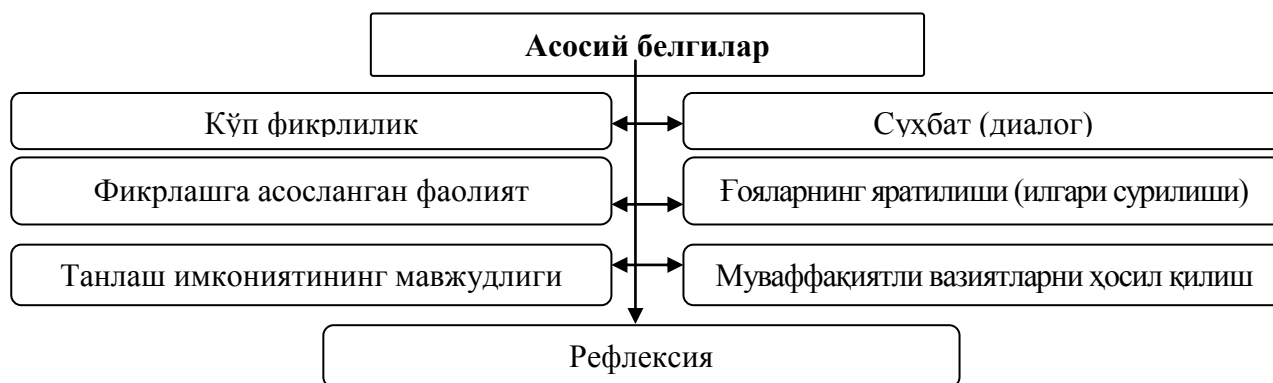 Асосий белгилар
Кўп фикрлилик
Суҳбат (диалог)
Фикрлашга асосланган фаолият
Ғояларнинг яратилиши (илгари сурилиши)
Танлаш имкониятининг мавжудлиги
Муваффақиятли вазиятларни ҳосил қилиш
Рефлексия